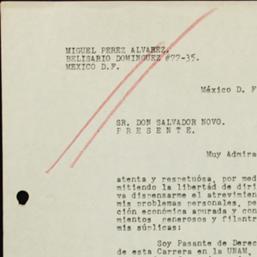 MIGUEL PEREZ ALVAREZ.
BELISARIO DOMINGUEZ #77-35.
MEXICO D.F.
México D. F
SR. DON SALVADOR NOVO.
P R E S E N T E.
Muy Admira
atenta y respetuósa, por med
mitiendo la libertad de diri
va dispensarme el atrevimien
mis problemas personales, pe
ción económica apurada y con
mientos generosos y filantr
mis súplicas:
Soy Pasante de Derec
de esta Carrera en la UNAM,